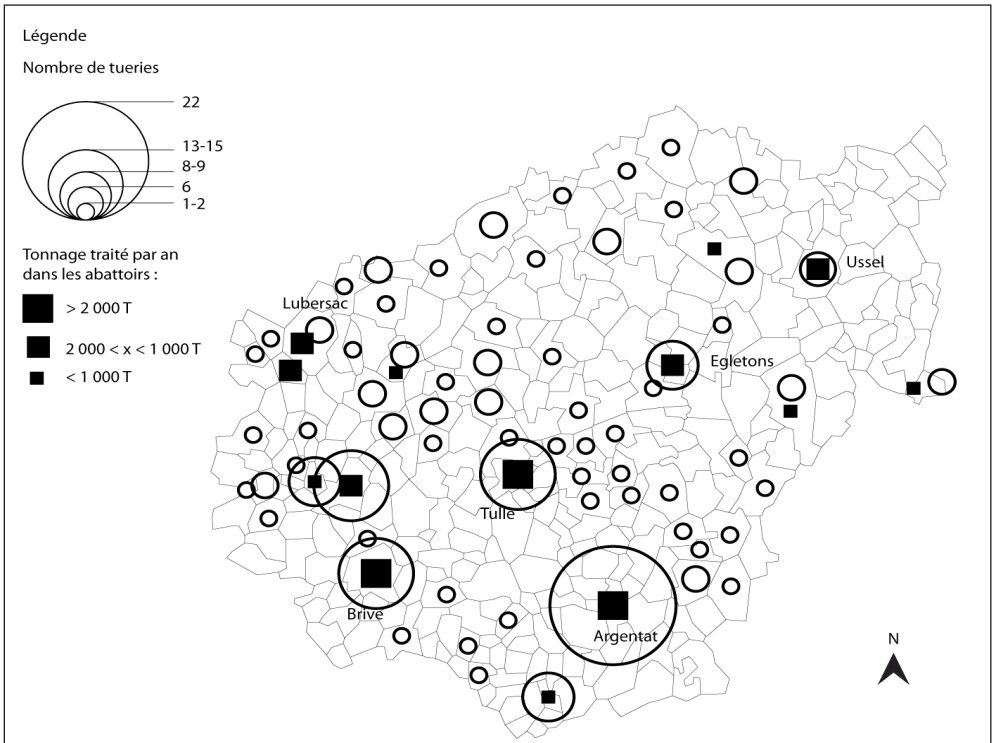 Légende
Nombre de tueries
22
13-15
8-9
6
1-2
Tonnage traité par an
dans les abattoirs :
> 2 000 T
2 000 < x < 1 000 T
< 1 000 T
Ussel
Lubersac
Egletons
Tulle
Brive
Argentat
N